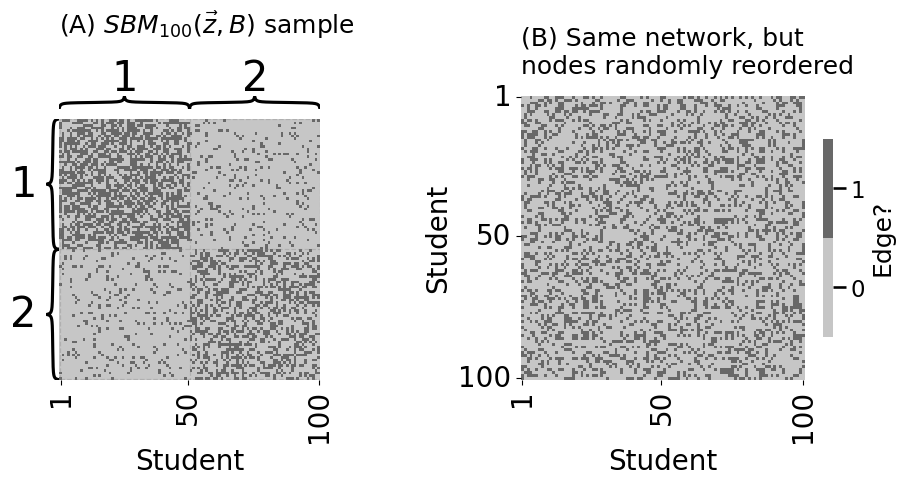 (A) SBM₁₀₀(z⃗, B) sample
1
2
1
2
1
50
100
Student
(B) Same network, but
nodes randomly reordered
1
50
100
Student
1
50
100
Student
1
0
Edge?